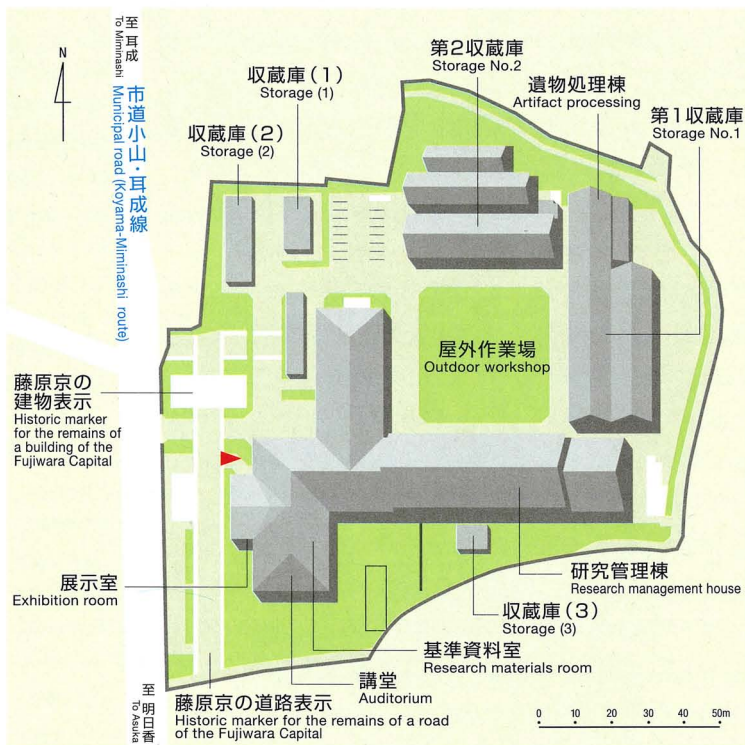 N
至 耳成
To Miminashi
市道小山・耳成線
Municipal road (Koyama-Miminashi route)
収蔵庫(1)
Storage (1)
収蔵庫(2)
Storage (2)
第2収蔵庫
Storage No.2
遺物処理棟
Artifact processing
第1収蔵庫
Storage No.1
屋外作業場
Outdoor workshop
藤原京の
建物表示
Historic marker
for the remains of
a building of the
Fujiwara Capital
展示室
Exhibition room
研究管理棟
Research management house
収蔵庫(3)
Storage (3)
基準資料室
Research materials room
講堂
Auditorium
藤原京の道路表示
Historic marker for the remains of a road
of the Fujiwara Capital
至 明日香
To Asuka
0 10 20 30 40 50m